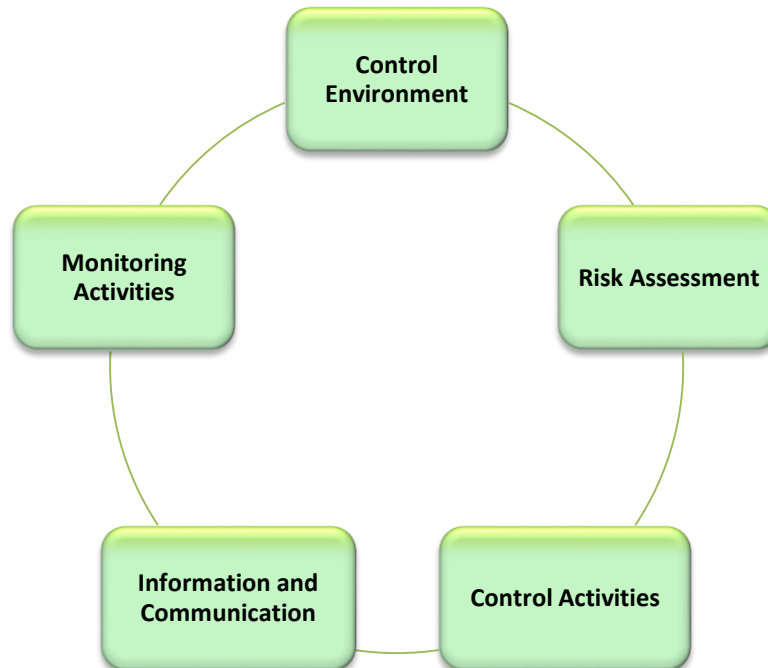 Control
Environment
Risk Assessment
Control Activities
Information and
Communication
Monitoring
Activities